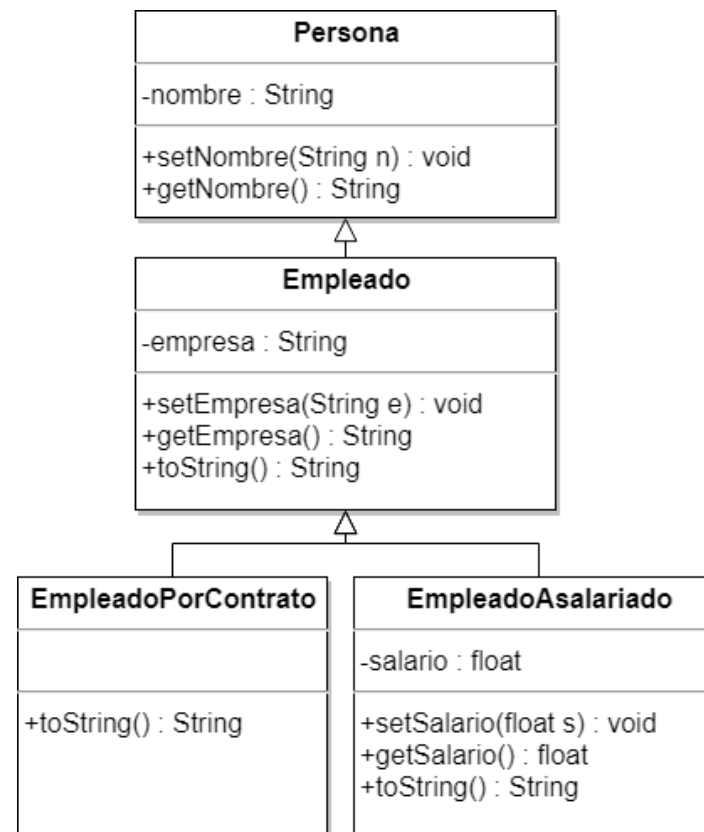 Persona
-nombre : String
+setNombre(String n) : void
+getNombre() : String
Empleado
-empresa : String
+setEmpresa(String e) : void
+getEmpresa() : String
+toString() : String
EmpleadoPorContrato
+toString() : String
EmpleadoAsalariado
-salario : float
+setSalario(float s) : void
+getSalario() : float
+toString() : String